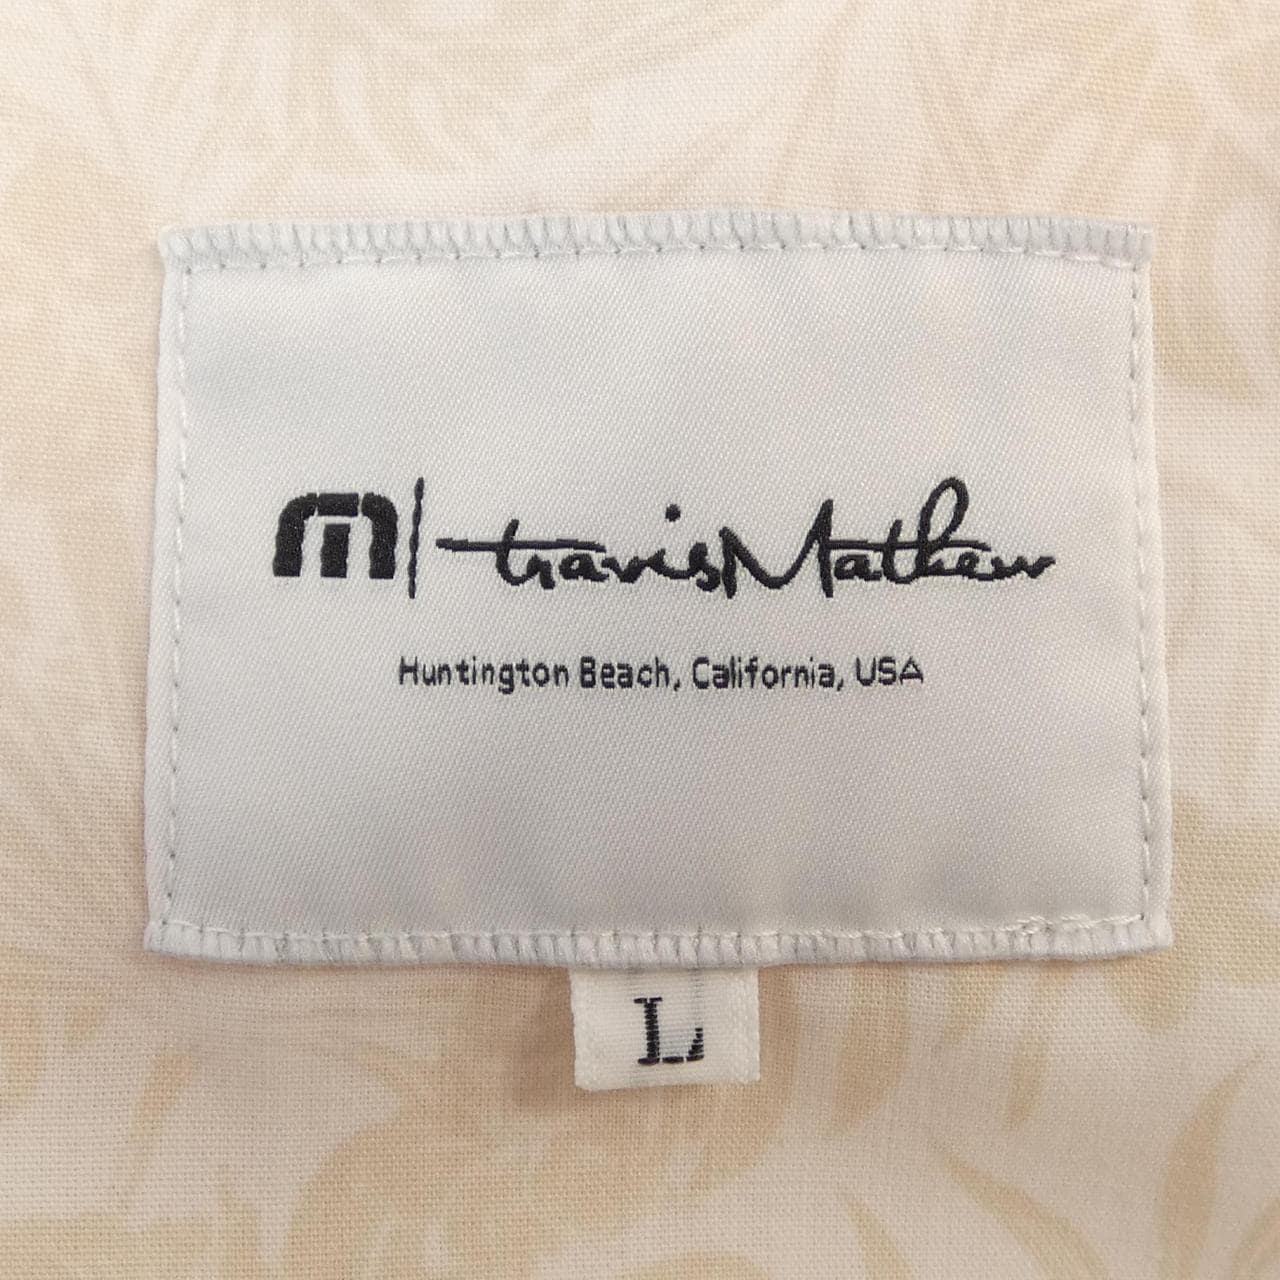 m | travisMathew
Huntington Beach, California, USA
L